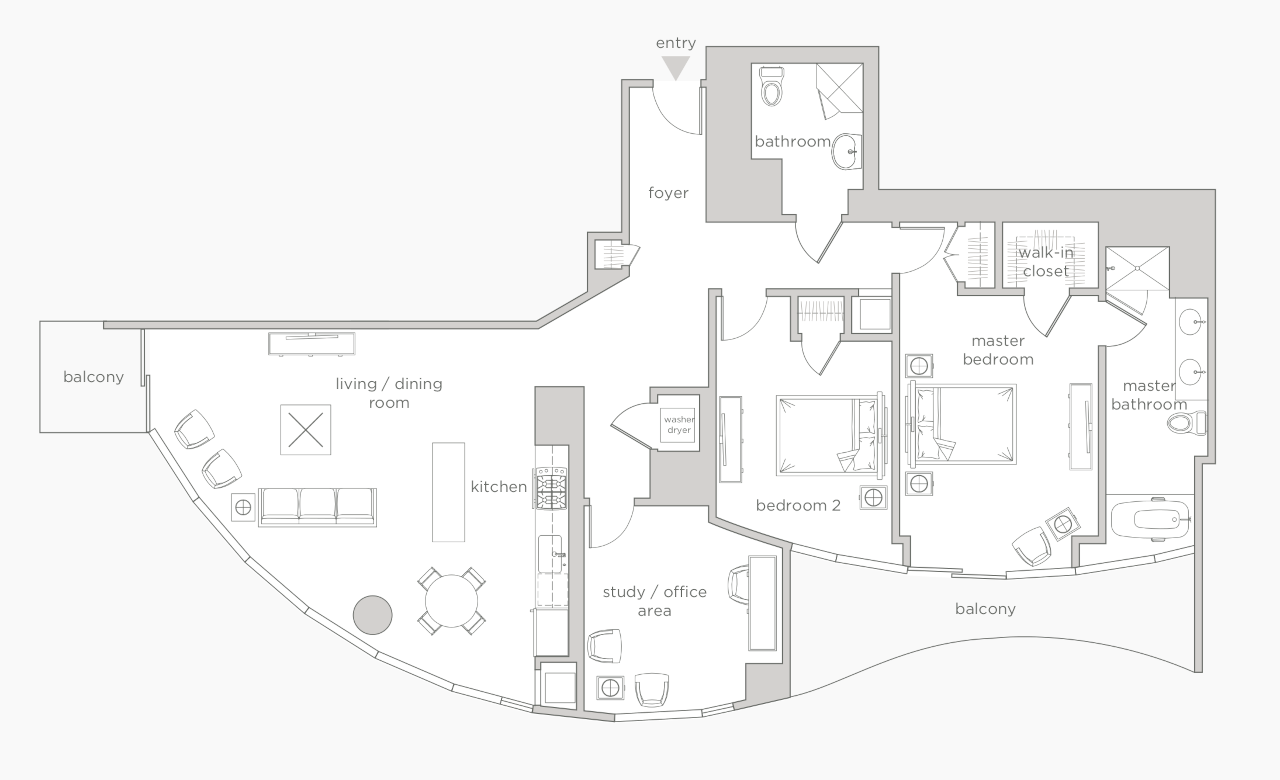 entry
bathroom
foyer
walk-in
closet
master
bedroom
balcony
living / dining
room
master
bathroom
washer
dryer
kitchen
bedroom 2
study / office
area
balcony